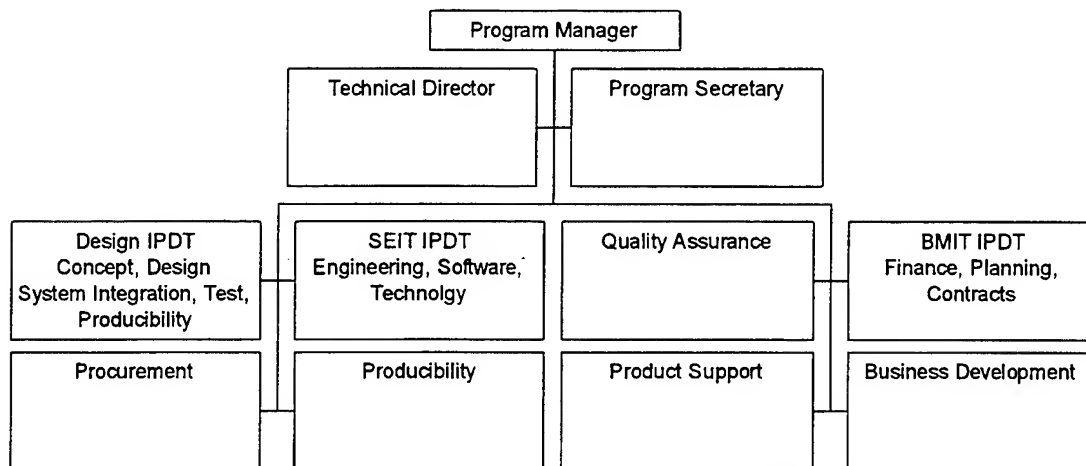 Program Manager
Technical Director
Program Secretary
Design IPDT
Concept, Design
System Integration, Test,
Producibility
SEIT IPDT
Engineering, Software,
Technolgy
Quality Assurance
BMIT IPDT
Finance, Planning,
Contracts
Procurement
Producibility
Product Support
Business Development